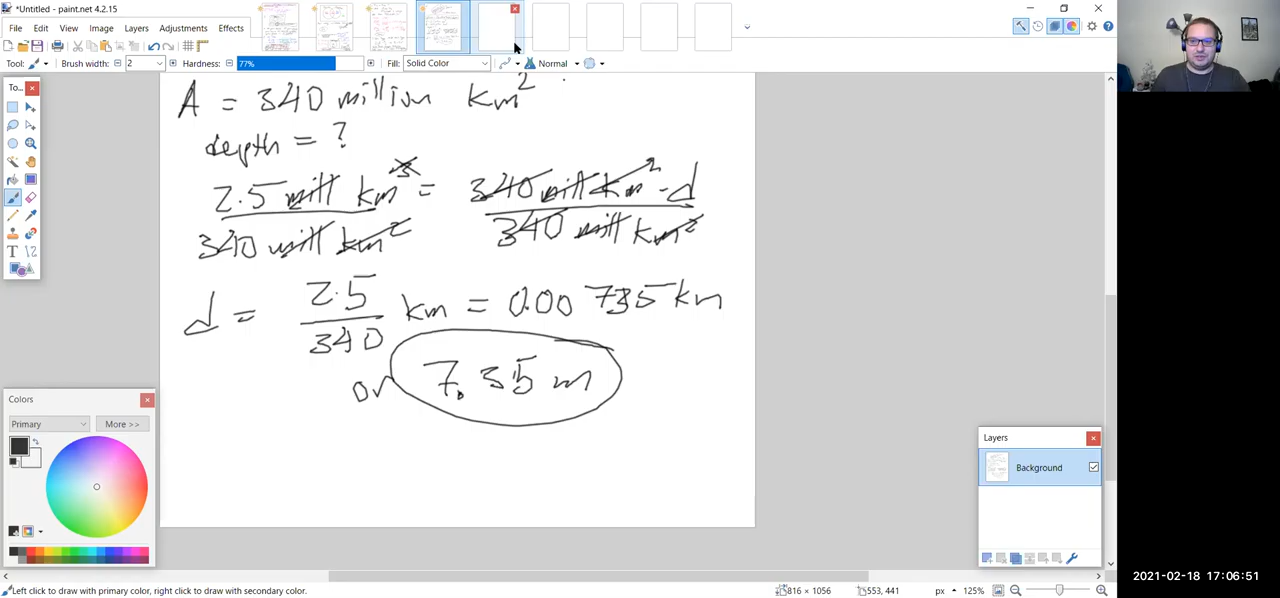 *Untitled - paint.net 4.2.15
File Edit View Image Layers Adjustments Effects
Tool: Brush width: 2 Hardness: 77% Fill: Solid Color Normal
To...
A = 340 million km²
depth = ?
2.5 mill km³ = 340 mill km² · d
340 mill km² 340 mill km²
d = 2.5 km = 0.00735 km
340
or 7.35 m
Colors
Primary More >>
Layers
Background
Left click to draw with primary color, right click to draw with secondary color. 816 × 1056 553, 441 px 125%
2021-02-18 17:06:51